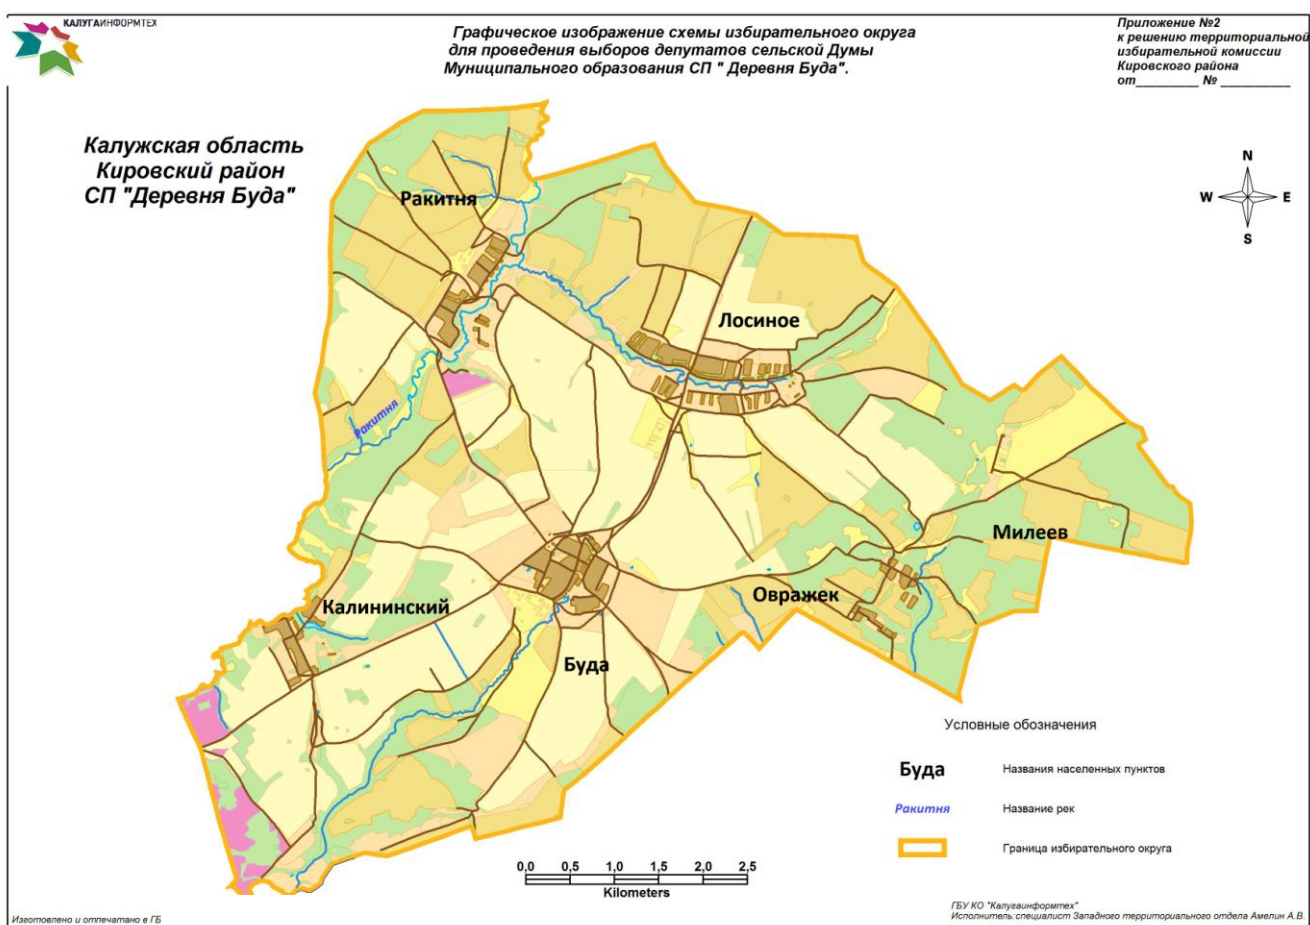 КАЛУГАИНФОРМТЕХ
Графическое изображение схемы избирательного округа
для проведения выборов депутатов сельской Думы
Муниципального образования СП " Деревня Буда".
Приложение №2
к решению территориальной
избирательной комиссии
Кировского района
от_________ № __________
Калужская область
Кировский район
СП "Деревня Буда"
N
W E
S
Ракитня
Лосиное
Ракитня
Милеев
Овражек
Калининский
Буда
Условные обозначения
Буда Названия населенных пунктов
Ракитня Название рек
Граница избирательного округа
0,0 0,5 1,0 1,5 2,0 2,5
Kilometers
Изготовлено и отпечатано в ГБ
ГБУ КО "Калугаинформтех"
Исполнитель:специалист Западного территориального отдела Амелин А.В.